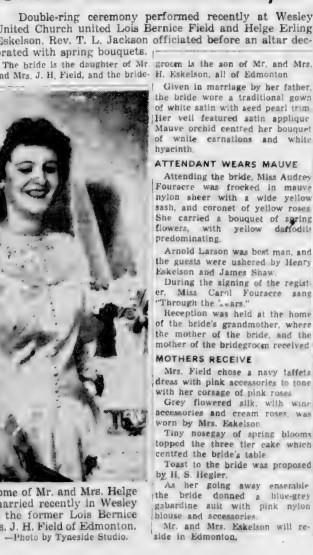 Double-ring ceremony performed recently at Wesley
United Church united Lois Bernice Field and Helge Erling
Eskelson. Rev. T. L. Jackson officiated before an altar dec-
orated with spring bouquets.
The bride is the daughter of Mr.
and Mrs. J. H. Field, and the bride-
groom is the son of Mr. and Mrs.
H. Eskelson, all of Edmonton
Given in marriage by her father,
the bride wore a traditional gown
of white satin with seed pearl trim.
Her veil featured satin applique
Mauve orchid centred her bouquet
of white carnations and white
hyacinth.
ATTENDANT WEARS MAUVE
Attending the bride, Miss Audrey
Fouracre was frocked in mauve
nylon sheer with a wide yellow
sash, and coronet of yellow roses
She carried a bouquet of spring
flowers, with yellow daffodils
predominating.
Arnold Larson was best man, and
the guests were ushered by Henry
Eskelson and James Shaw.
During the signing of the regist-
er, Miss Carol Fouracre sang
"Through the Years."
Reception was held at the home
of the bride's grandmother, where
the mother of the bride, and the
mother of the bridegroom received
MOTHERS RECEIVE
Mrs. Field chose a navy taffeta
dress with pink accessories to tone
with her corsage of pink roses
Grey flowered silk, with wine
accessories and cream roses, was
worn by Mrs. Eskelson.
Tiny nosegay of spring blooms
topped the three tier cake which
centred the bride's table
Toast to the bride was proposed
by H. S. Hegler.
As her going away ensemble
the bride donned a blue-grey
gabardine suit with pink nylon
blouse and accessories.
Mr. and Mrs. Eskelson will re-
side in Edmonton.
ome of Mr. and Mrs. Helge
married recently in Wesley
the former Lois Bernice
s. J. H. Field of Edmonton.
—Photo by Tyneside Studio.